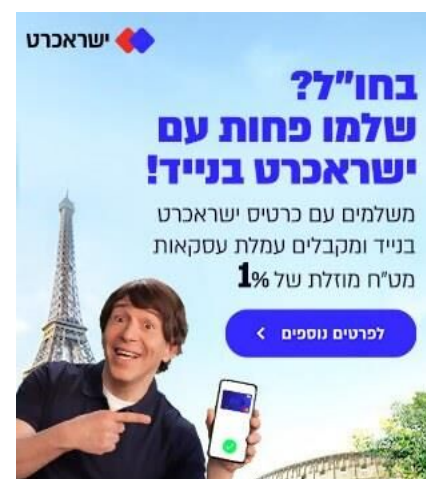 ישראכרט
בחו"ל?
שלמו פחות עם
ישראכרט בנייד!
משלמים עם כרטיס ישראכרט
בנייד ומקבלים עמלת עסקאות
מט"ח מוזלת של 1%
לפרטים נוספים >